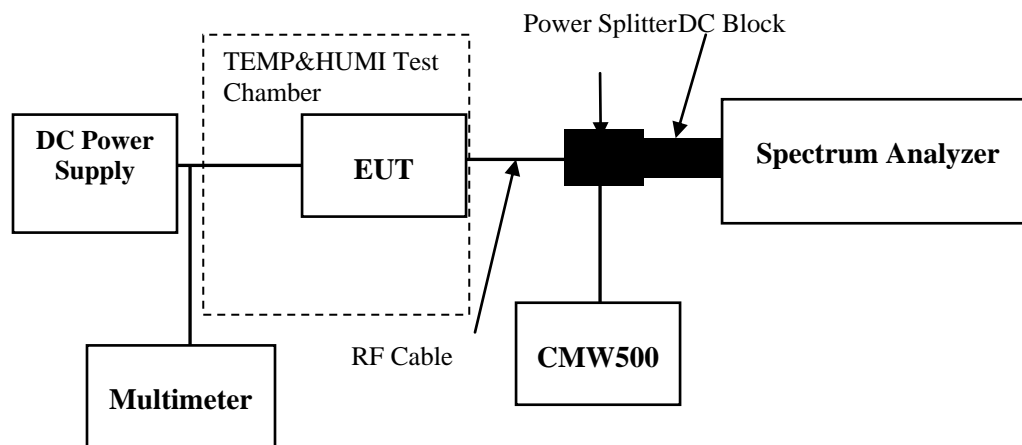 Power SplitterDC Block
TEMP&HUMI Test
Chamber
DC Power
Supply
EUT
Spectrum Analyzer
RF Cable
CMW500
Multimeter